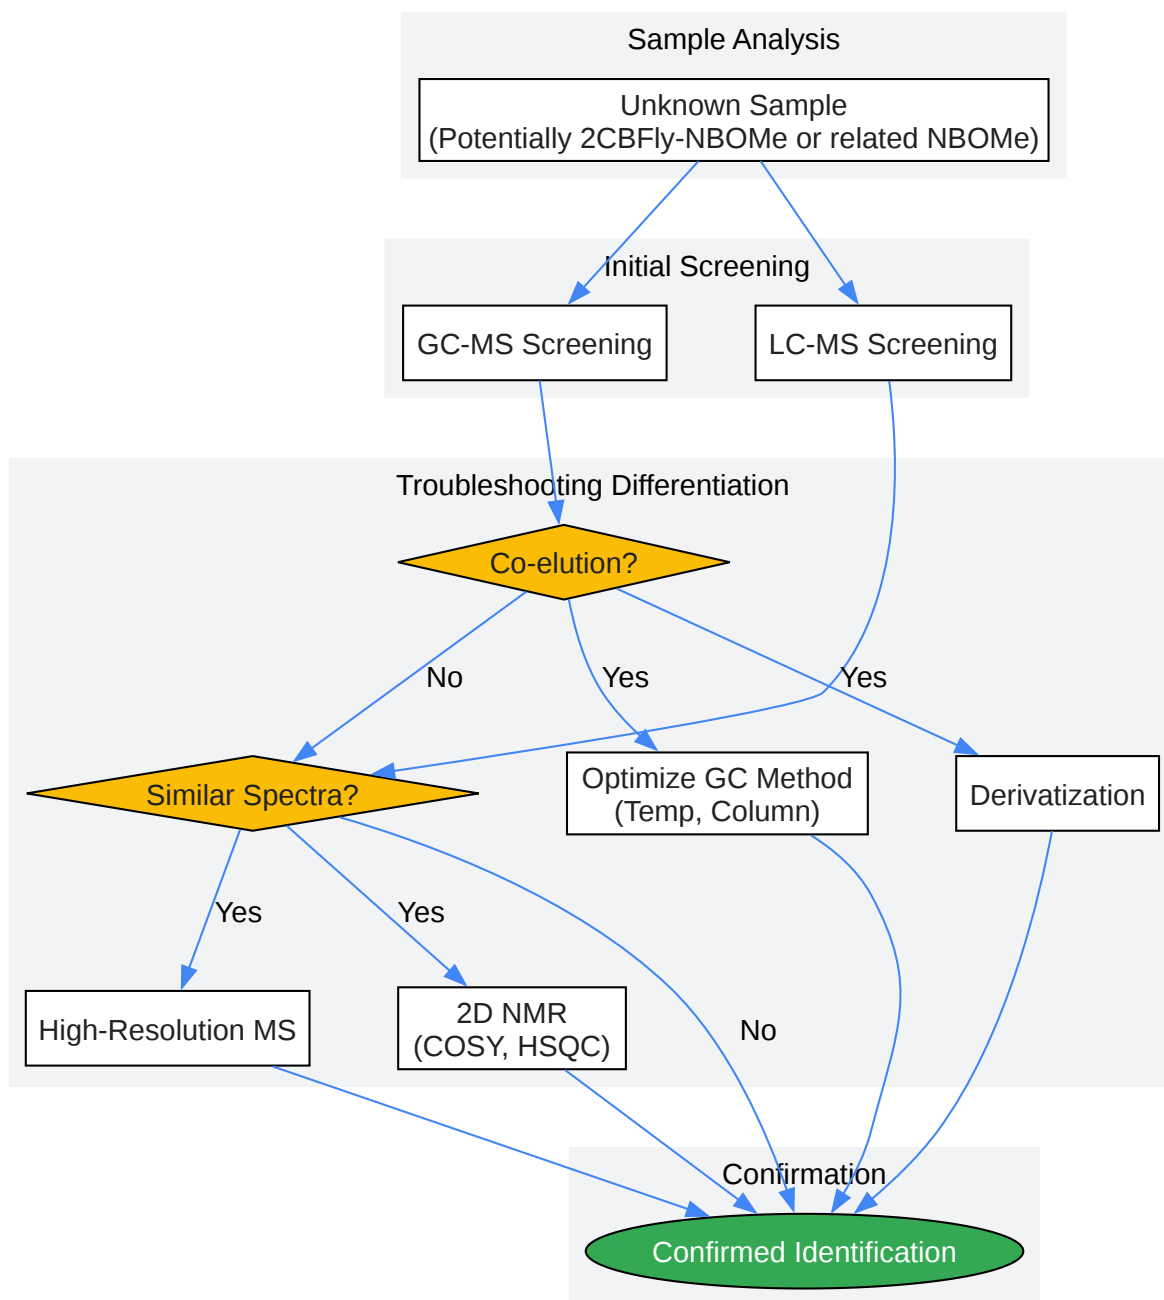 Sample Analysis
Unknown Sample
(Potentially 2CBFly-NBOMe or related NBOMe)
Initial Screening
GC-MS Screening
LC-MS Screening
Troubleshooting Differentiation
Co-elution?
No
Yes
Yes
Similar Spectra?
Optimize GC Method
(Temp, Column)
Derivatization
Yes
Yes
High-Resolution MS
2D NMR
(COSY, HSQC)
No
Confirmation
Confirmed Identification